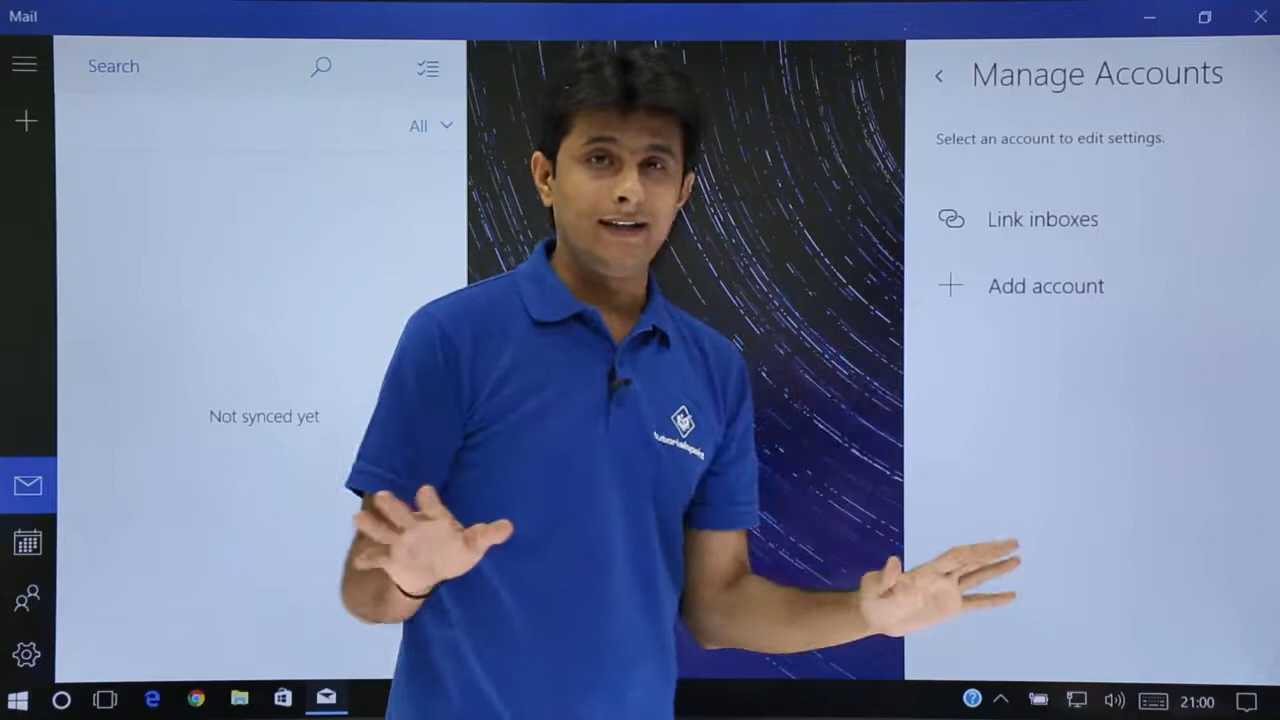 Mail
Search
All
Not synced yet
tutorialspoint
Manage Accounts
Select an account to edit settings.
Link inboxes
Add account
21:00